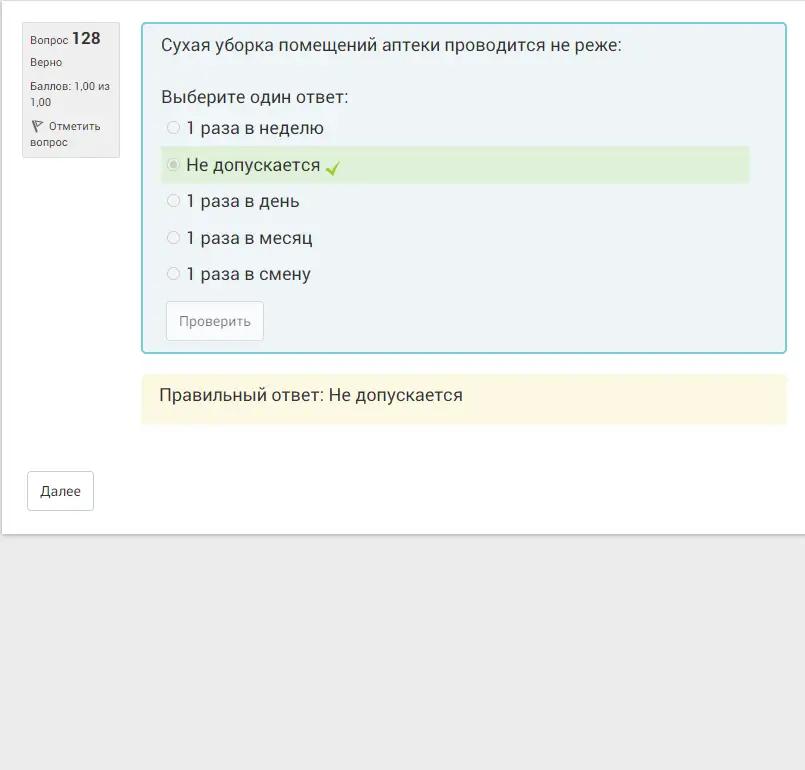 Вопрос 128
Верно
Баллов: 1,00 из
1,00
Отметить
вопрос
Сухая уборка помещений аптеки проводится не реже:
Выберите один ответ:
1 раза в неделю
Не допускается
1 раза в день
1 раза в месяц
1 раза в смену
Проверить
Правильный ответ: Не допускается
Далее